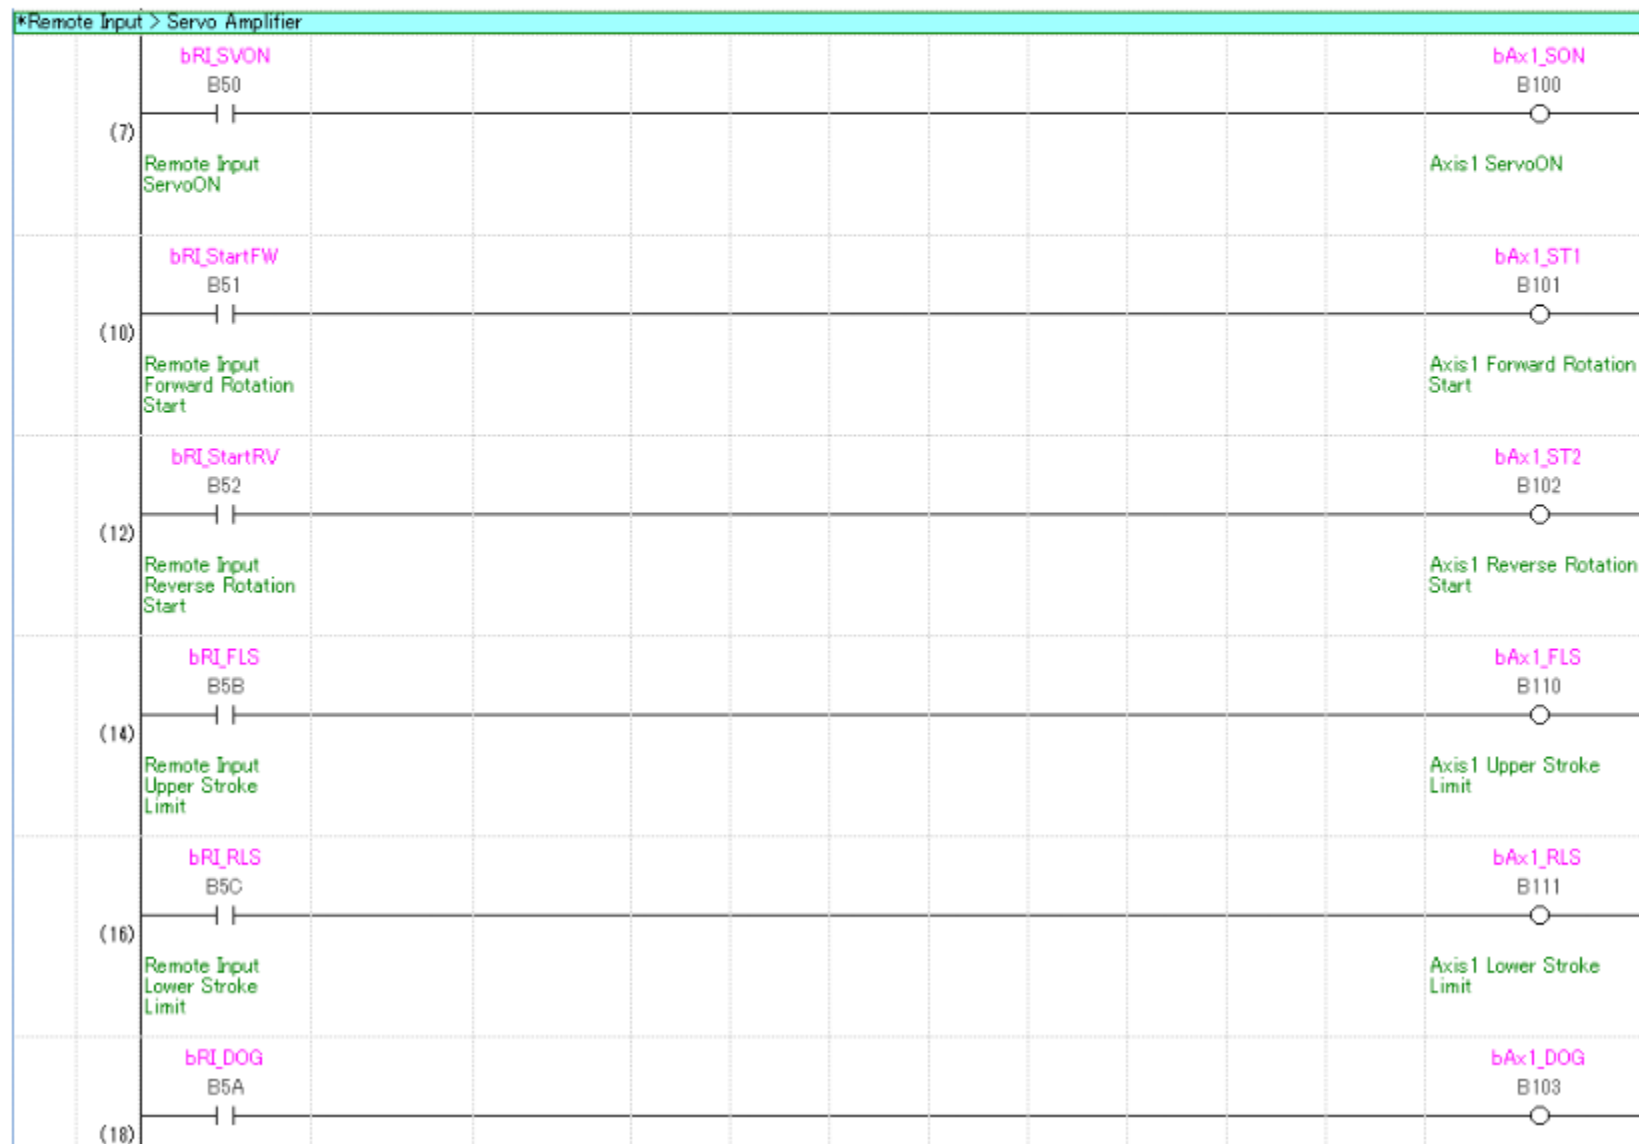 *Remote Input > Servo Amplifier
bRI_SVON bAx1_SON
B50 B100
(7)
Remote Input Axis1 ServoON
ServoON
bRI_StartFW bAx1_ST1
B51 B101
(10)
Remote Input Axis1 Forward Rotation
Forward Rotation Start
Start
bRI_StartRV bAx1_ST2
B52 B102
(12)
Remote Input Axis1 Reverse Rotation
Reverse Rotation Start
Start
bRI_FLS bAx1_FLS
B5B B110
(14)
Remote Input Axis1 Upper Stroke
Upper Stroke Limit
Limit
bRI_RLS bAx1_RLS
B5C B111
(16)
Remote Input Axis1 Lower Stroke
Lower Stroke Limit
Limit
bRI_DOG bAx1_DOG
B5A B103
(18)